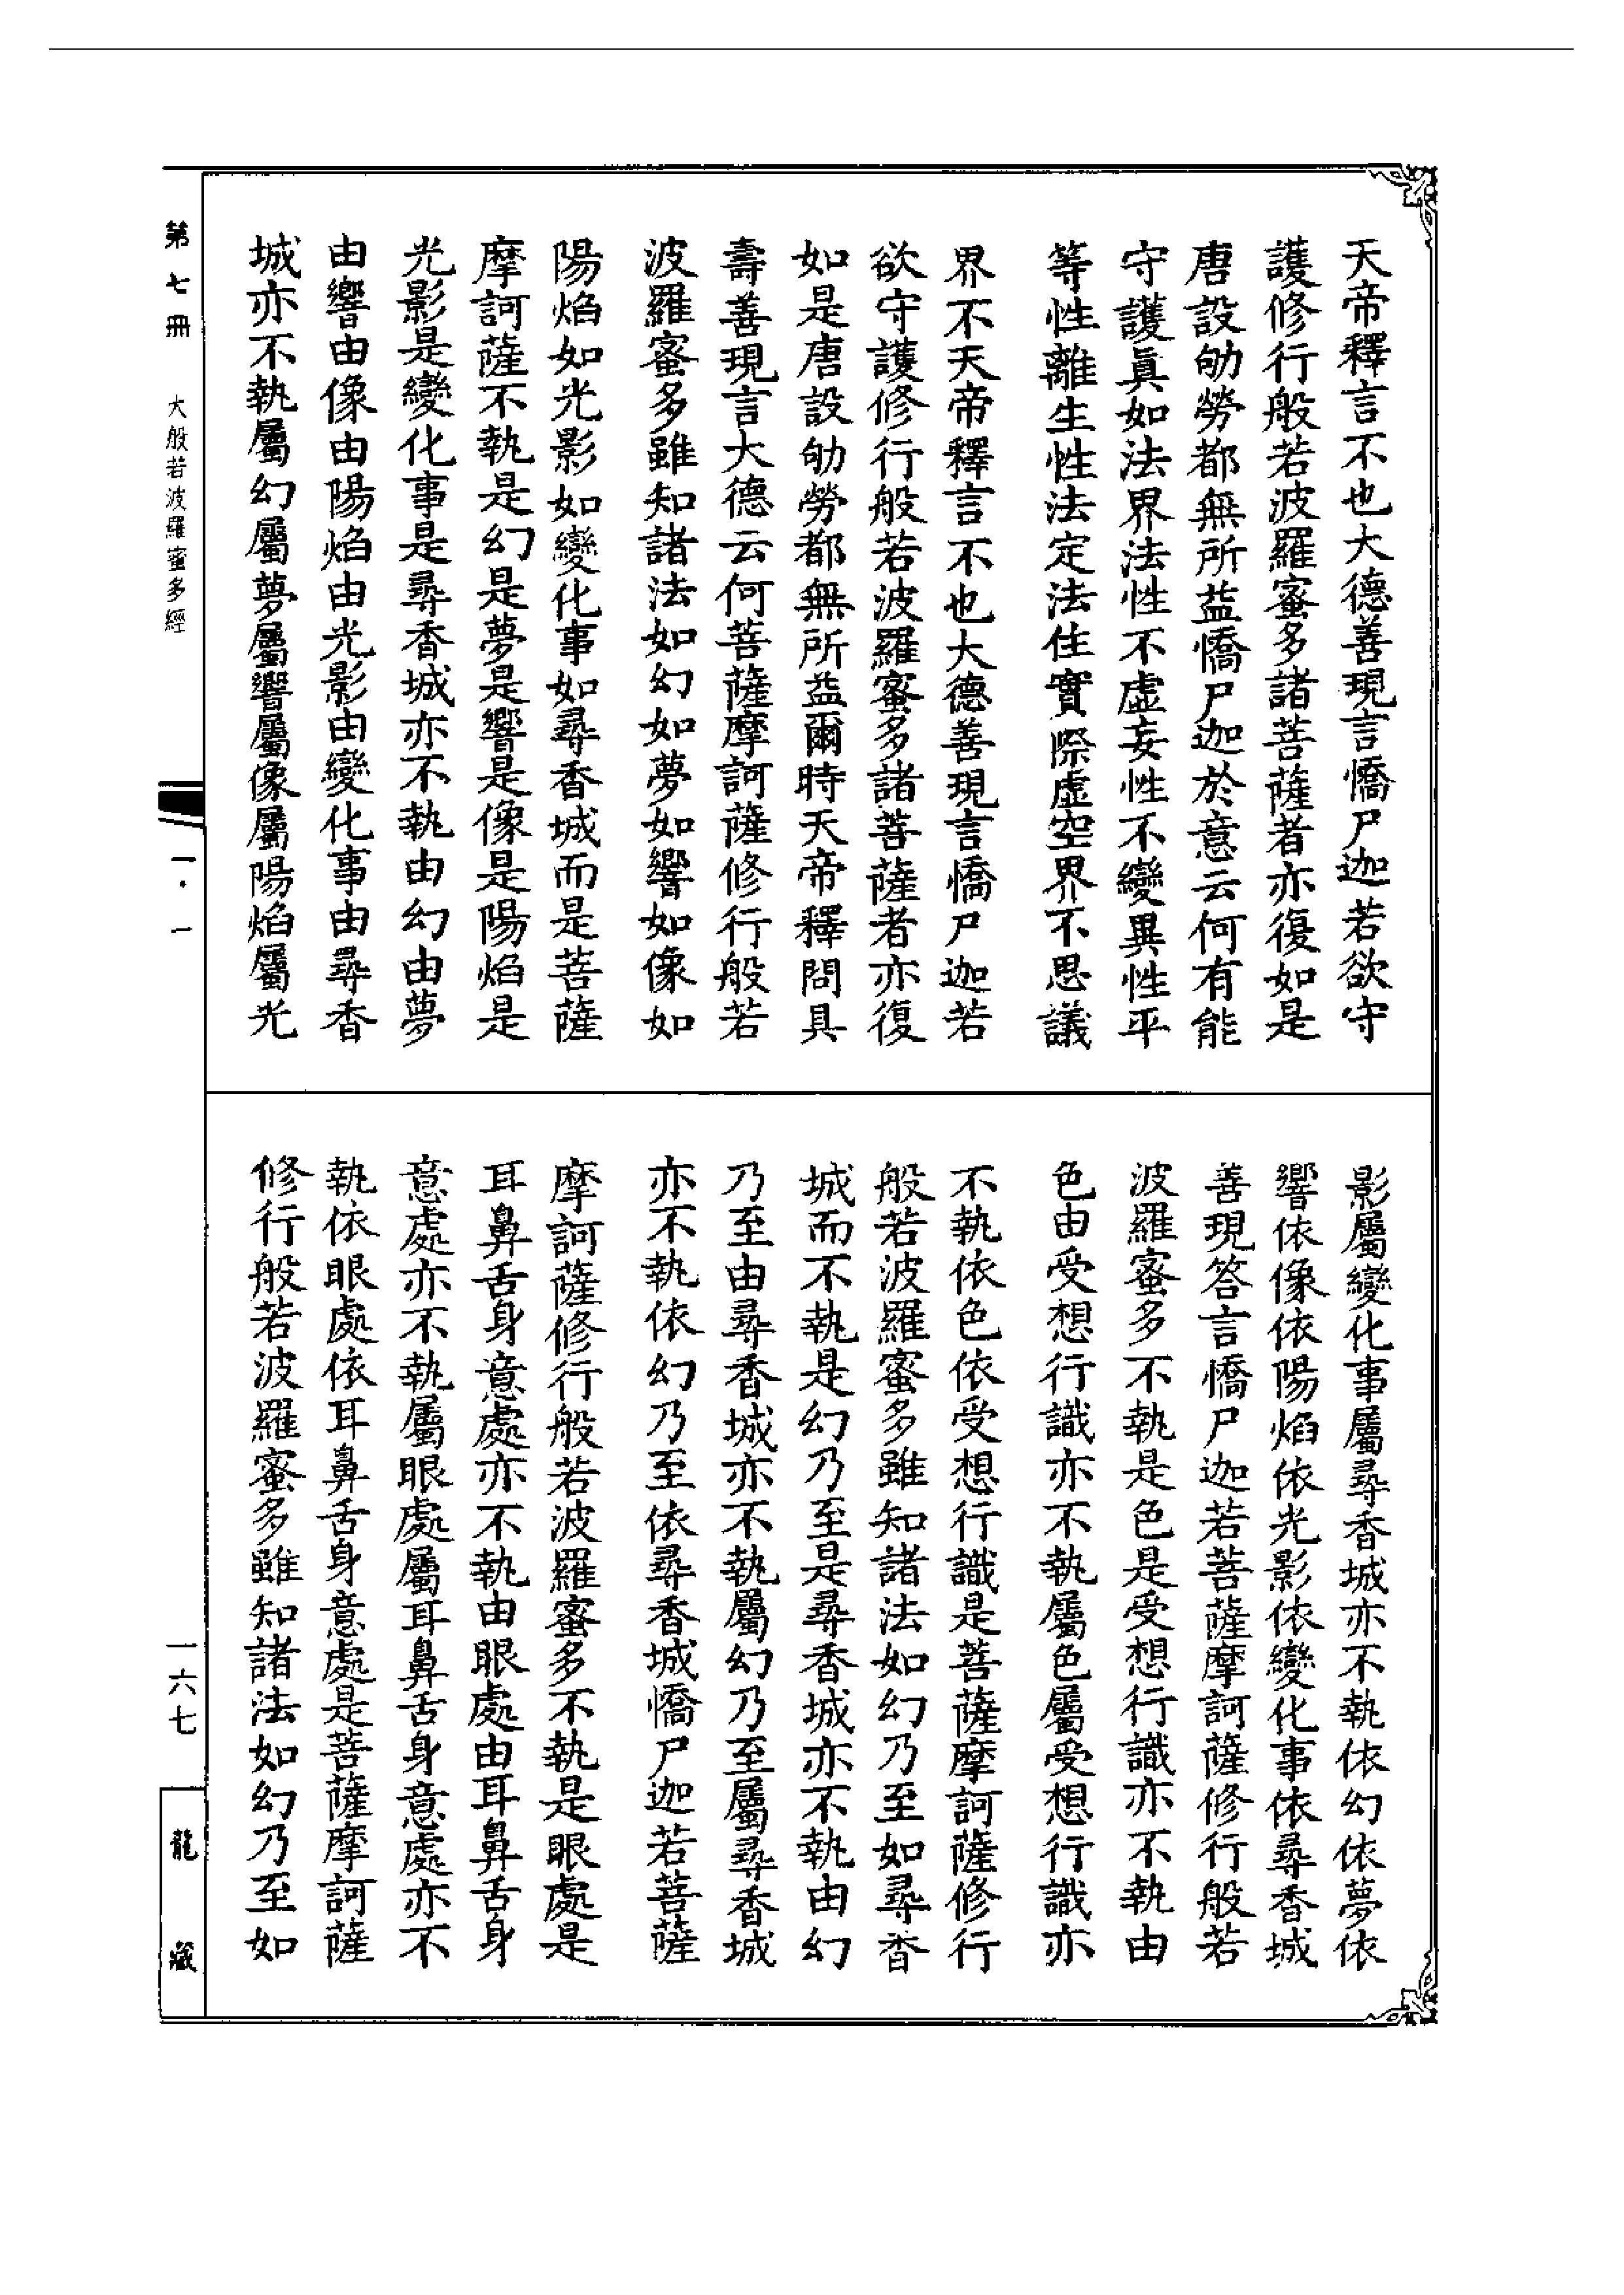 天帝釋言不也大德善現言憍尸迦若欲守
護修行般若波羅蜜多諸菩薩者亦復如是
唐設劬勞都無所益憍尸迦於意云何有能
守護真如法界法性不虛妄性不變異性平
等性離生性法定法住實際虛空界不思議
界不天帝釋言不也大德善現言憍尸迦若
欲守護修行般若波羅蜜多諸菩薩者亦復
如是唐設劬勞都無所益爾時天帝釋問具
壽善現言大德云何菩薩摩訶薩修行般若
波羅蜜多雖知諸法如幻如夢如響如像如
陽焰如光影如變化事如尋香城而是菩薩
摩訶薩不執是幻是夢是響是像是陽焰是
光影是變化事是尋香城亦不執由幻由夢
由響由像由陽焰由光影由變化事由尋香
城亦不執屬幻屬夢屬響屬像屬陽焰屬光
影屬變化事屬尋香城亦不執依幻依夢依
響依像依陽焰依光影依變化事依尋香城
善現答言憍尸迦若菩薩摩訶薩修行般若
波羅蜜多不執是色是受想行識亦不執由
色由受想行識亦不執屬色屬受想行識亦
不執依色依受想行識是菩薩摩訶薩修行
般若波羅蜜多雖知諸法如幻乃至如尋香
城而不執是幻乃至是尋香城亦不執由幻
乃至由尋香城亦不執屬幻乃至屬尋香城
亦不執依幻乃至依尋香城憍尸迦若菩薩
摩訶薩修行般若波羅蜜多不執是眼處是
耳鼻舌身意處亦不執由眼處由耳鼻舌身
意處亦不執屬眼處屬耳鼻舌身意處亦不
執依眼處依耳鼻舌身意處是菩薩摩訶薩
修行般若波羅蜜多雖知諸法如幻乃至如
第七冊 大般若波羅蜜多經
一·一
一六七
龍藏